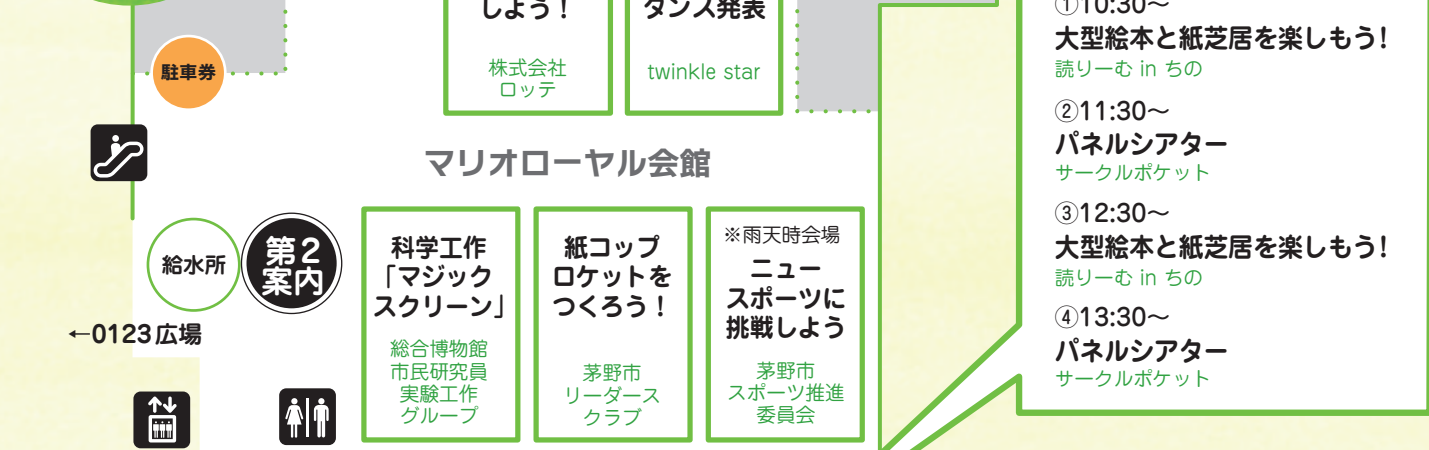 しよう！
株式会社
ロッテ
ダンス発表
twinkle star
駐車券
マリオローヤル会館
給水所
第2
案内
←0123広場
科学工作
「マジック
スクリーン」
総合博物館
市民研究員
実験工作
グループ
紙コップ
ロケットを
つくろう！
茅野市
リーダース
クラブ
※雨天時会場
ニュー
スポーツに
挑戦しよう
茅野市
スポーツ推進
委員会
①10:30～
大型絵本と紙芝居を楽しもう!
読りーむ in ちの
②11:30～
パネルシアター
サークルポケット
③12:30～
大型絵本と紙芝居を楽しもう!
読りーむ in ちの
④13:30～
パネルシアター
サークルポケット